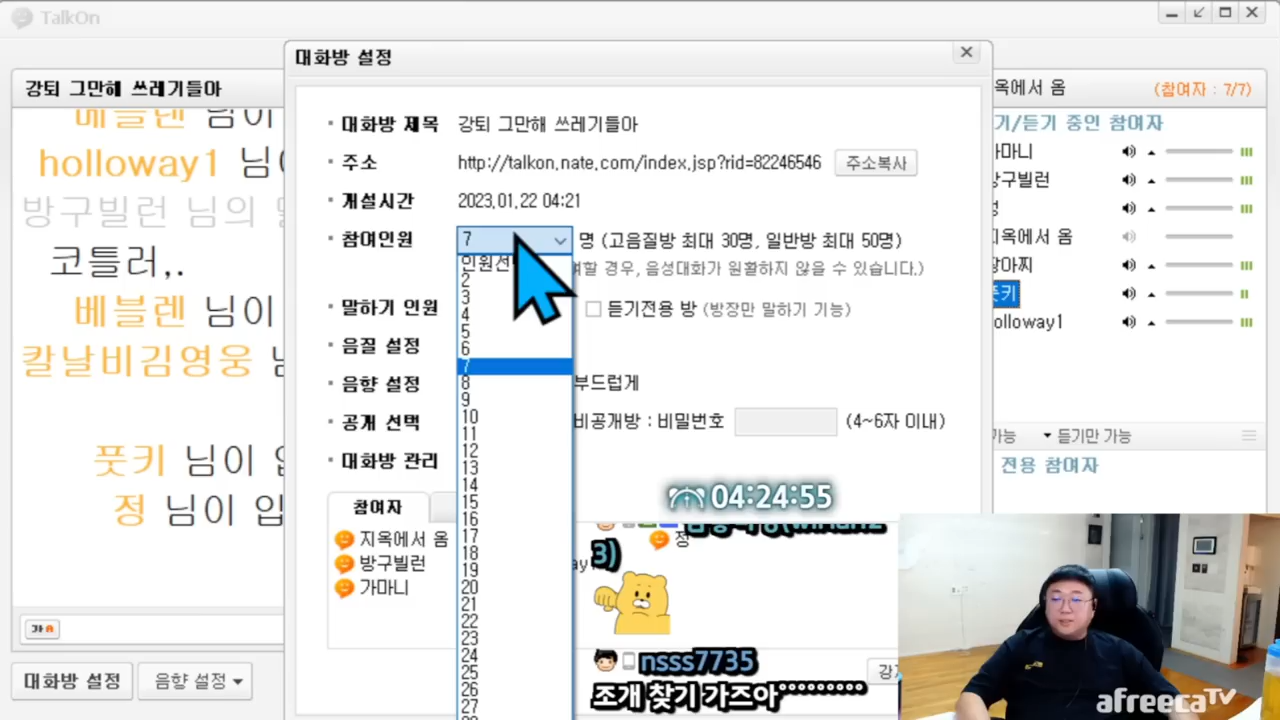 TalkOn
강퇴 그만해 쓰레기들아
베블렌 님이
holloway1 님
방구빌런 님의
코틀러,.
베블렌 님이
칼날비김영웅
풋키 님이 입
정 님이 입
대화방 설정
음향 설정
대화방 설정
대화방 제목 강퇴 그만해 쓰레기들아
주소 http://talkon.nate.com/index.jsp?rid=82246546 주소복사
개설시간 2023.01.22 04:21
참여인원 7 명 (고음질방 최대 30명, 일반방 최대 50명)
할 경우, 음성대화가 원활하지 않을 수 있습니다.)
말하기 인원 듣기전용 방 (방장만 말하기 가능)
음질 설정
음향 설정 부드럽게
공개 선택 비공개방 : 비밀번호 (4~6자 이내)
대화방 관리
2
3
4
5
6
7
8
9
10
11
12
13
14
15
16
17
18
19
20
21
22
23
24
25
26
27
참여자
지옥에서 옴
방구빌런
가마니
정
04:24:55
3)
nsss7735
조개 찾기 가즈아^^^^^^^^^
옥에서 옴 (참여자 : 7/7)
기/듣기 중인 참여자
가마니
방구빌런
정
지옥에서 옴
장아찌
풋키
olloway1
가능 듣기만 가능
전용 참여자
afreecaTV